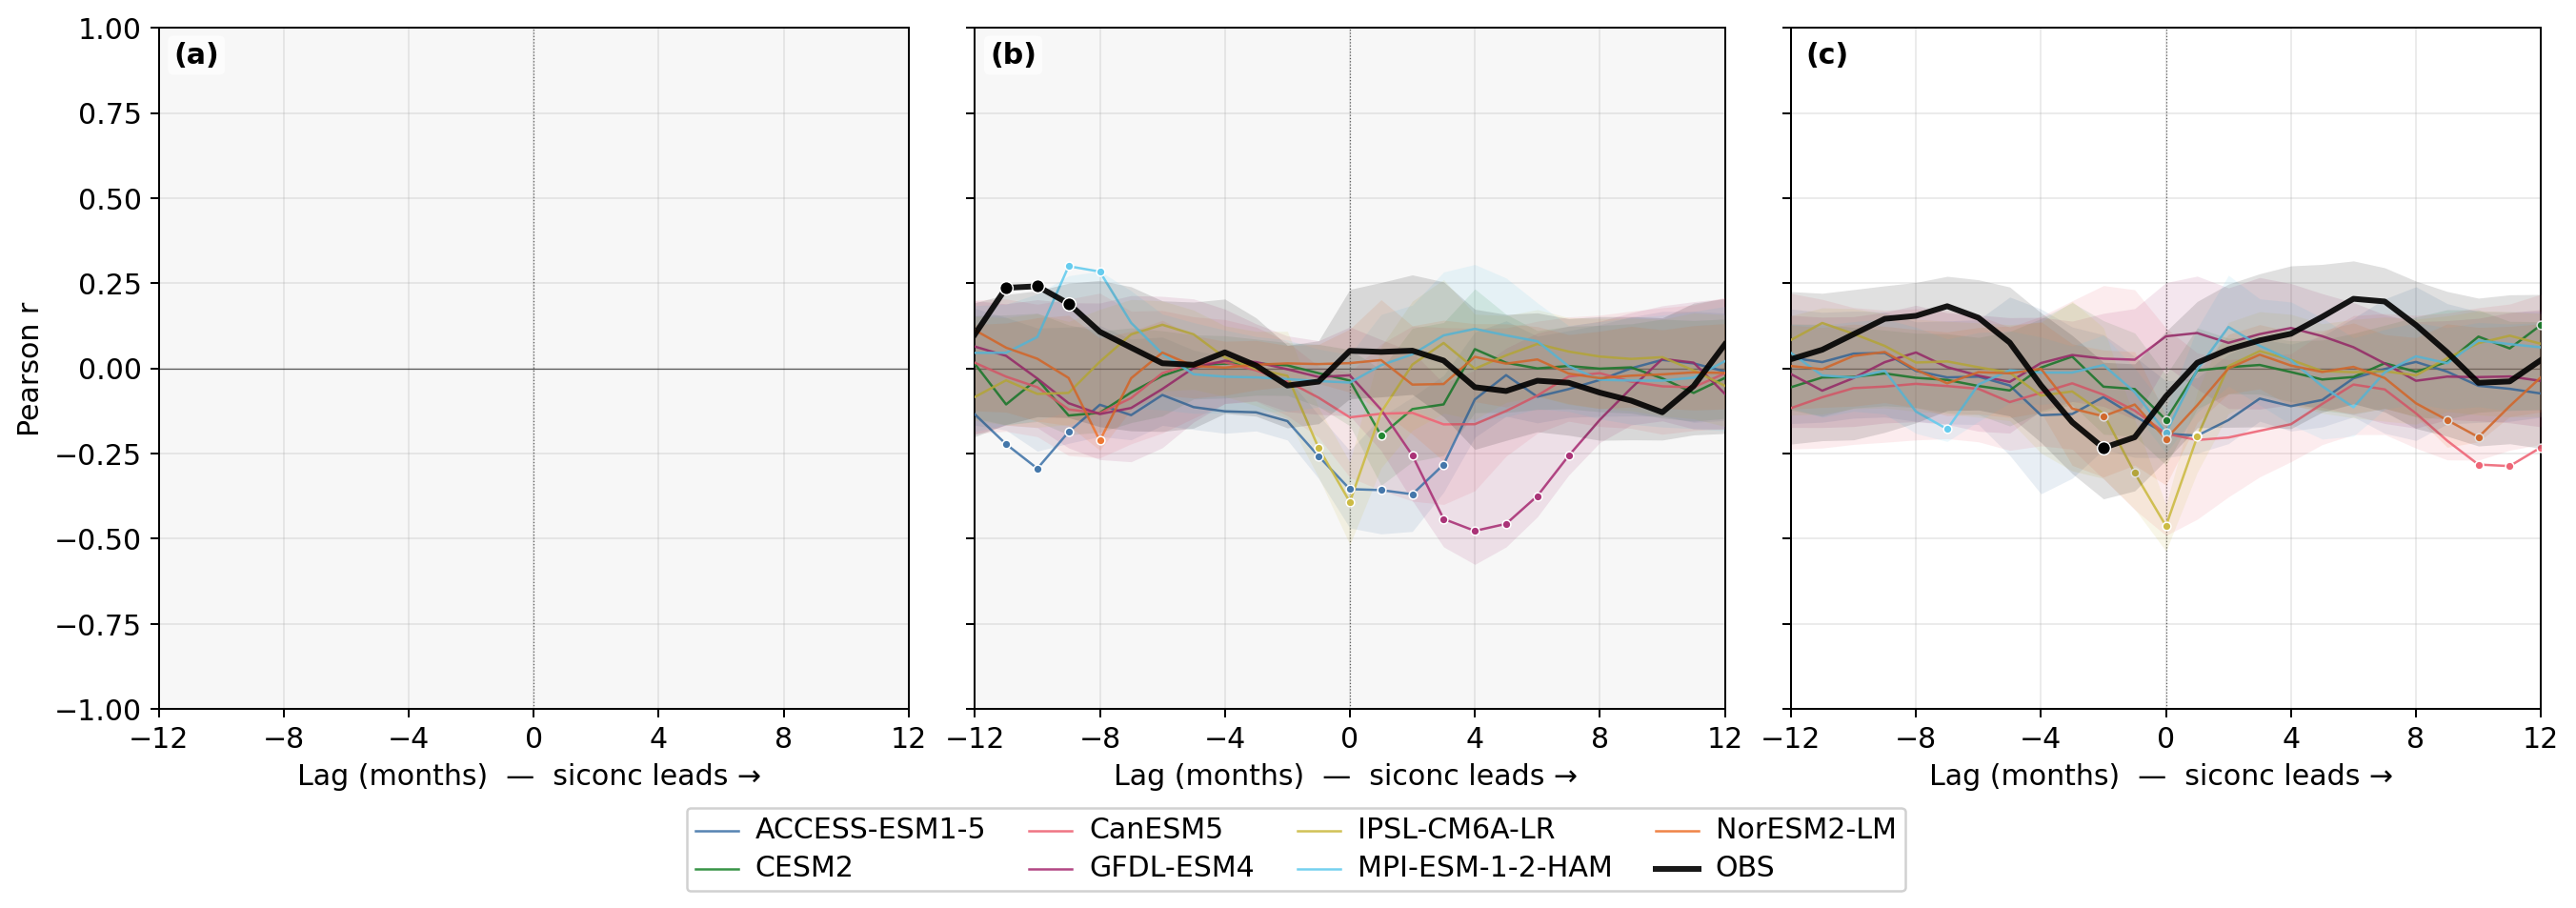 (a)
(b)
(c)
1.00
0.75
0.50
0.25
0.00
−0.25
−0.50
−0.75
−1.00
Pearson r
−12 −8 −4 0 4 8 12
−12 −8 −4 0 4 8 12
−12 −8 −4 0 4 8 12
Lag (months) — siconc leads →
Lag (months) — siconc leads →
Lag (months) — siconc leads →
ACCESS-ESM1-5 CanESM5 IPSL-CM6A-LR NorESM2-LM
CESM2 GFDL-ESM4 MPI-ESM-1-2-HAM OBS